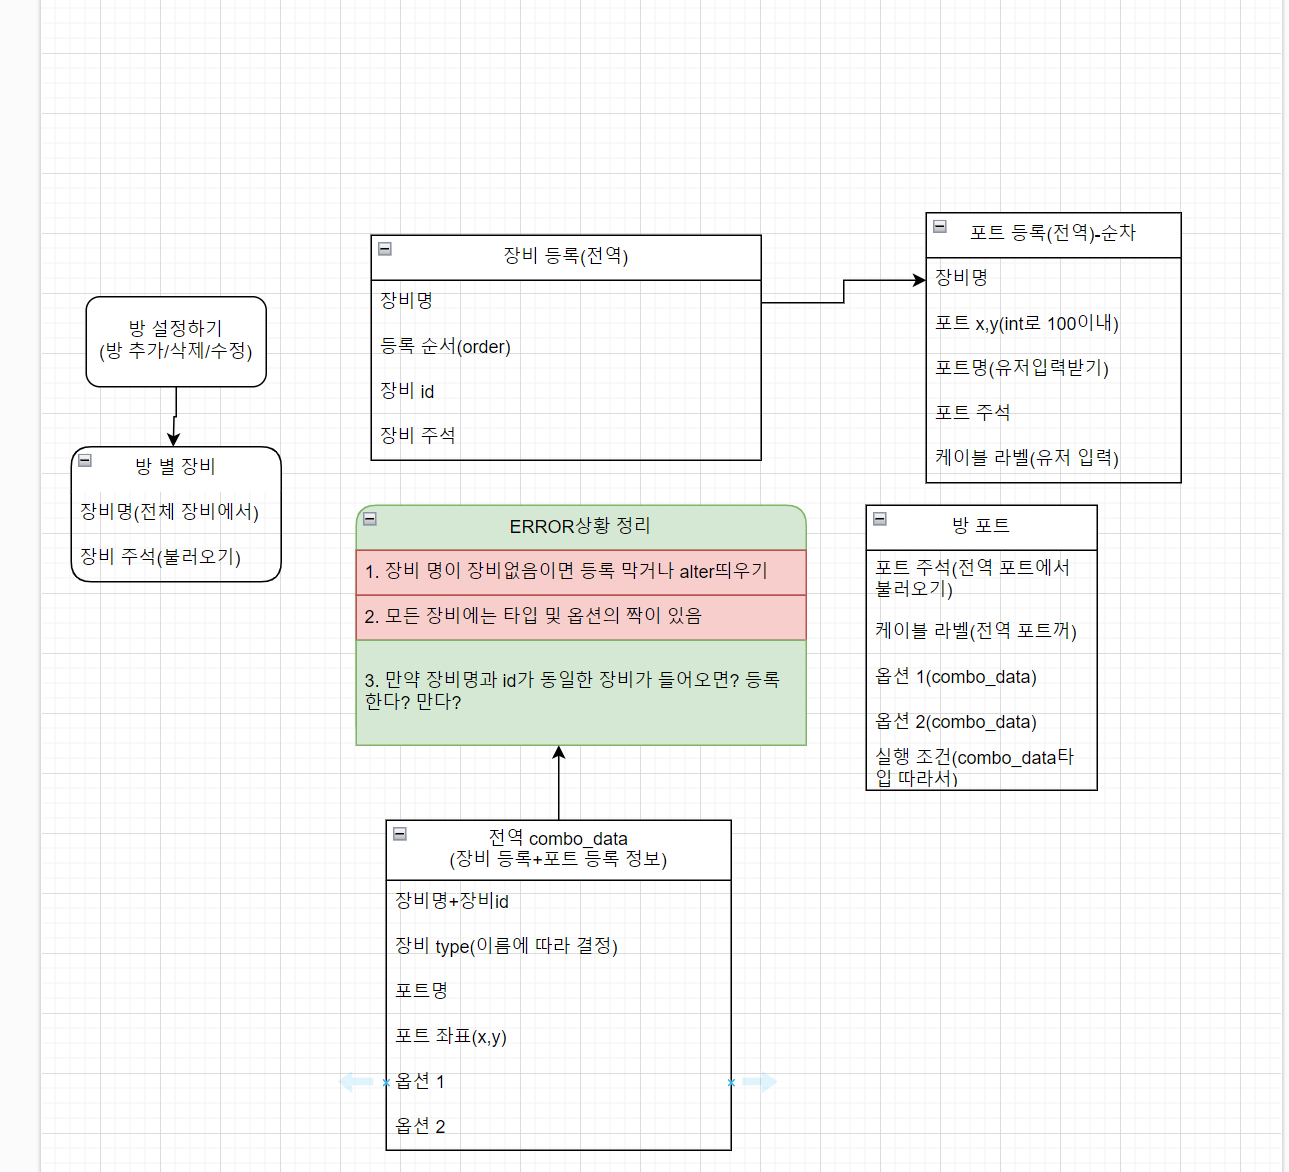 방 설정하기
(방 추가/삭제/수정)
방 별 장비
장비명(전체 장비에서)
장비 주석(불러오기)
장비 등록(전역)
장비명
등록 순서(order)
장비 id
장비 주석
포트 등록(전역)-순차
장비명
포트 x,y(int로 100이내)
포트명(유저입력받기)
포트 주석
케이블 라벨(유저 입력)
ERROR상황 정리
1. 장비 명이 장비없음이면 등록 막거나 alter띄우기
2. 모든 장비에는 타입 및 옵션의 짝이 있음
3. 만약 장비명과 id가 동일한 장비가 들어오면? 등록
한다? 만다?
방 포트
포트 주석(전역 포트에서
불러오기)
케이블 라벨(전역 포트꺼)
옵션 1(combo_data)
옵션 2(combo_data)
실행 조건(combo_data타
입 따라서)
전역 combo_data
(장비 등록+포트 등록 정보)
장비명+장비id
장비 type(이름에 따라 결정)
포트명
포트 좌표(x,y)
옵션 1
옵션 2